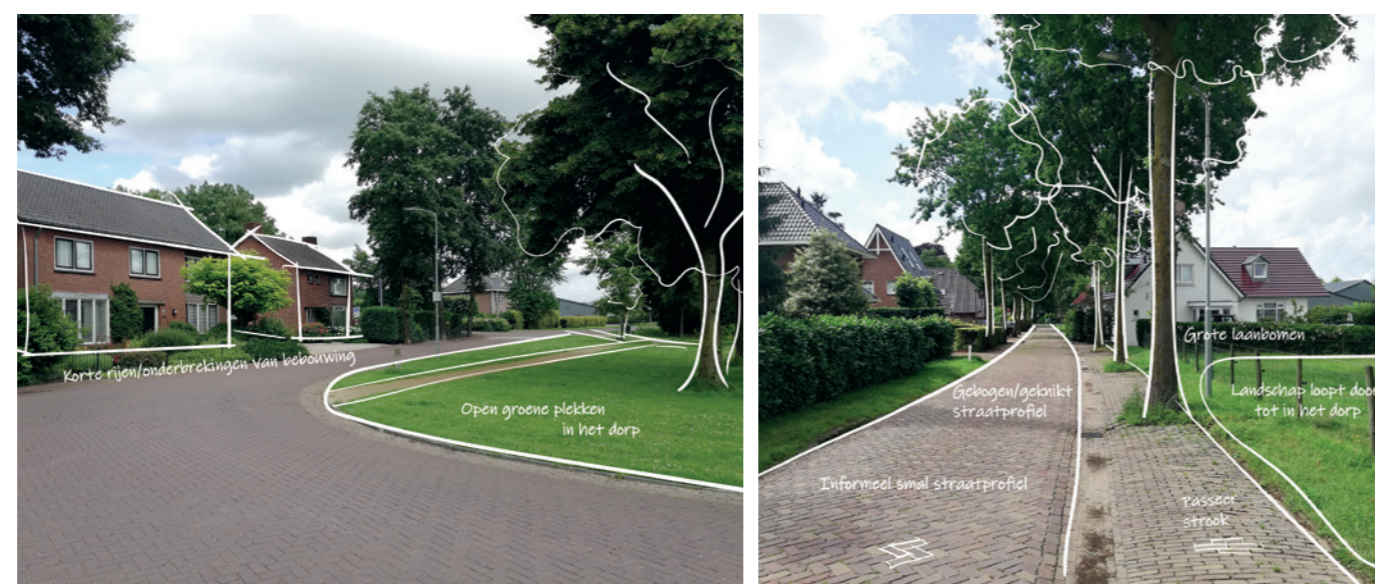 Korte rijen/onderbrekingen van bebouwing
Open groene plekken
in het dorp
Grote laanbomen
Gebogen/geknikt
straatprofiel
Landschap loopt door
tot in het dorp
Informeel smal straatprofiel
Passeer
strook